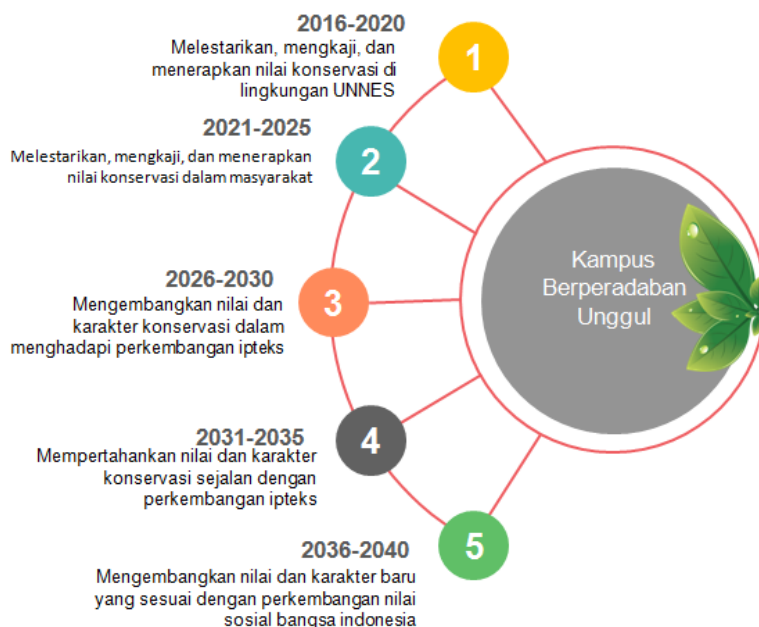 2016-2020
Melestarikan, mengkaji, dan
menerapkan nilai konservasi di
lingkungan UNNES
1
2021-2025
Melestarikan, mengkaji, dan menerapkan
nilai konservasi dalam masyarakat
2
2026-2030
Mengembangkan nilai dan
karakter konservasi dalam
menghadapi perkembangan ipteks
3
2031-2035
Mempertahankan nilai dan karakter
konservasi sejalan dengan
perkembangan ipteks
4
2036-2040
Mengembangkan nilai dan karakter baru
yang sesuai dengan perkembangan nilai
sosial bangsa indonesia
5
Kampus
Berperadaban
Unggul